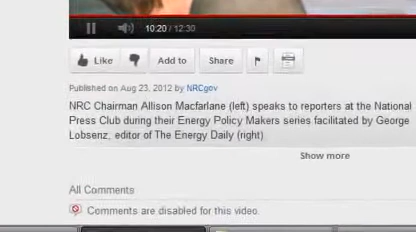 10:20 / 12:30
Like Add to Share
Published on Aug 23, 2012 by NRCgov
NRC Chairman Allison Macfarlane (left) speaks to reporters at the National
Press Club during their Energy Policy Makers series facilitated by George
Lobsenz, editor of The Energy Daily (right).
Show more
All Comments
Comments are disabled for this video.